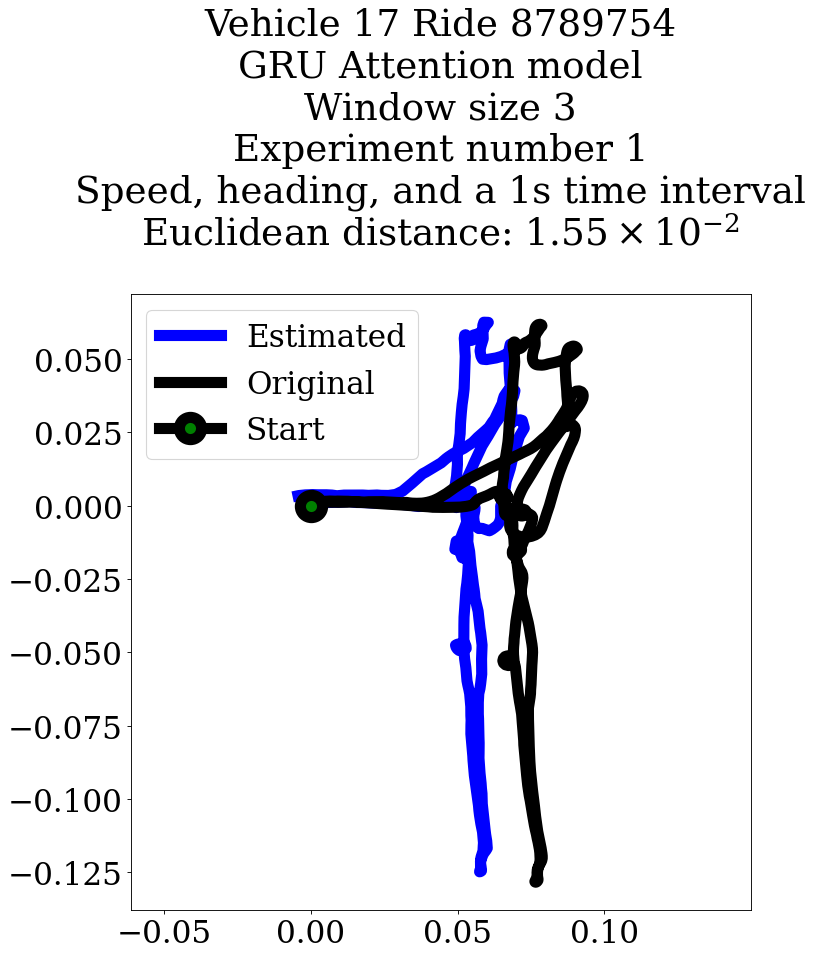 Vehicle 17 Ride 8789754
GRU Attention model
Window size 3
Experiment number 1
Speed, heading, and a 1s time interval
Euclidean distance: 1.55 × 10⁻²
Estimated
Original
Start
0.050
0.025
0.000
−0.025
−0.050
−0.075
−0.100
−0.125
−0.05 0.00 0.05 0.10